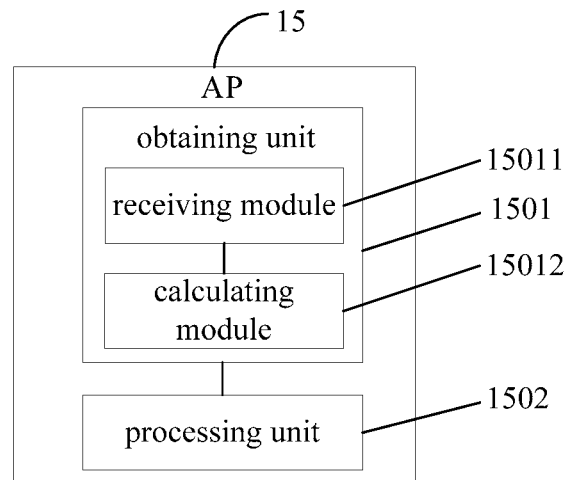 15
AP
obtaining unit
15011
receiving module
1501
15012
calculating
module
1502
processing unit